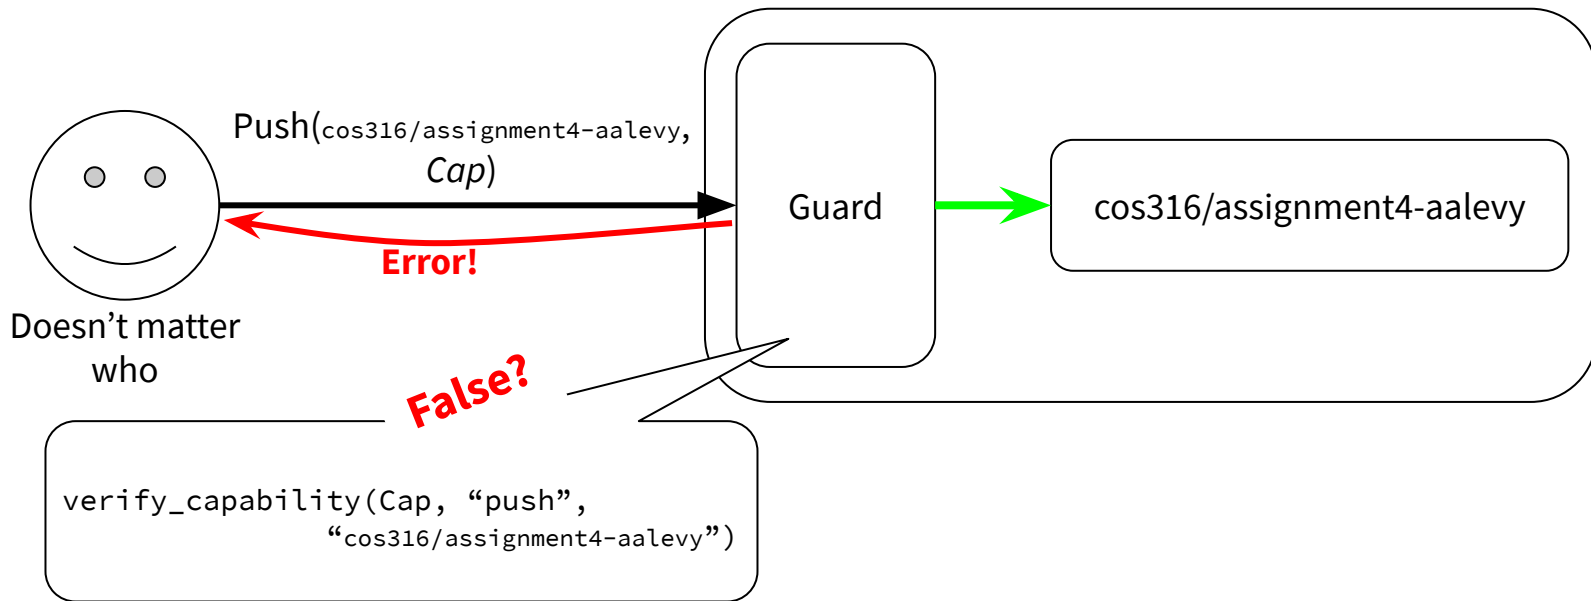 Push(cos316/assignment4-aalevy,
Cap)
Guard
cos316/assignment4-aalevy
Error!
Doesn’t matter
who
False?
verify_capability(Cap, “push”,
“cos316/assignment4-aalevy”)